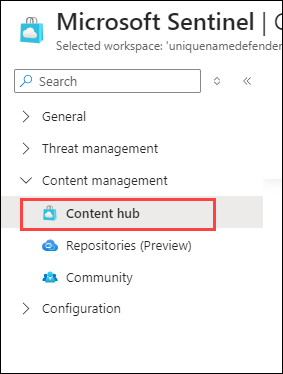 Microsoft Sentinel |
Selected workspace: 'uniquenamedefender
Search
General
Threat management
Content management
Content hub
Repositories (Preview)
Community
Configuration